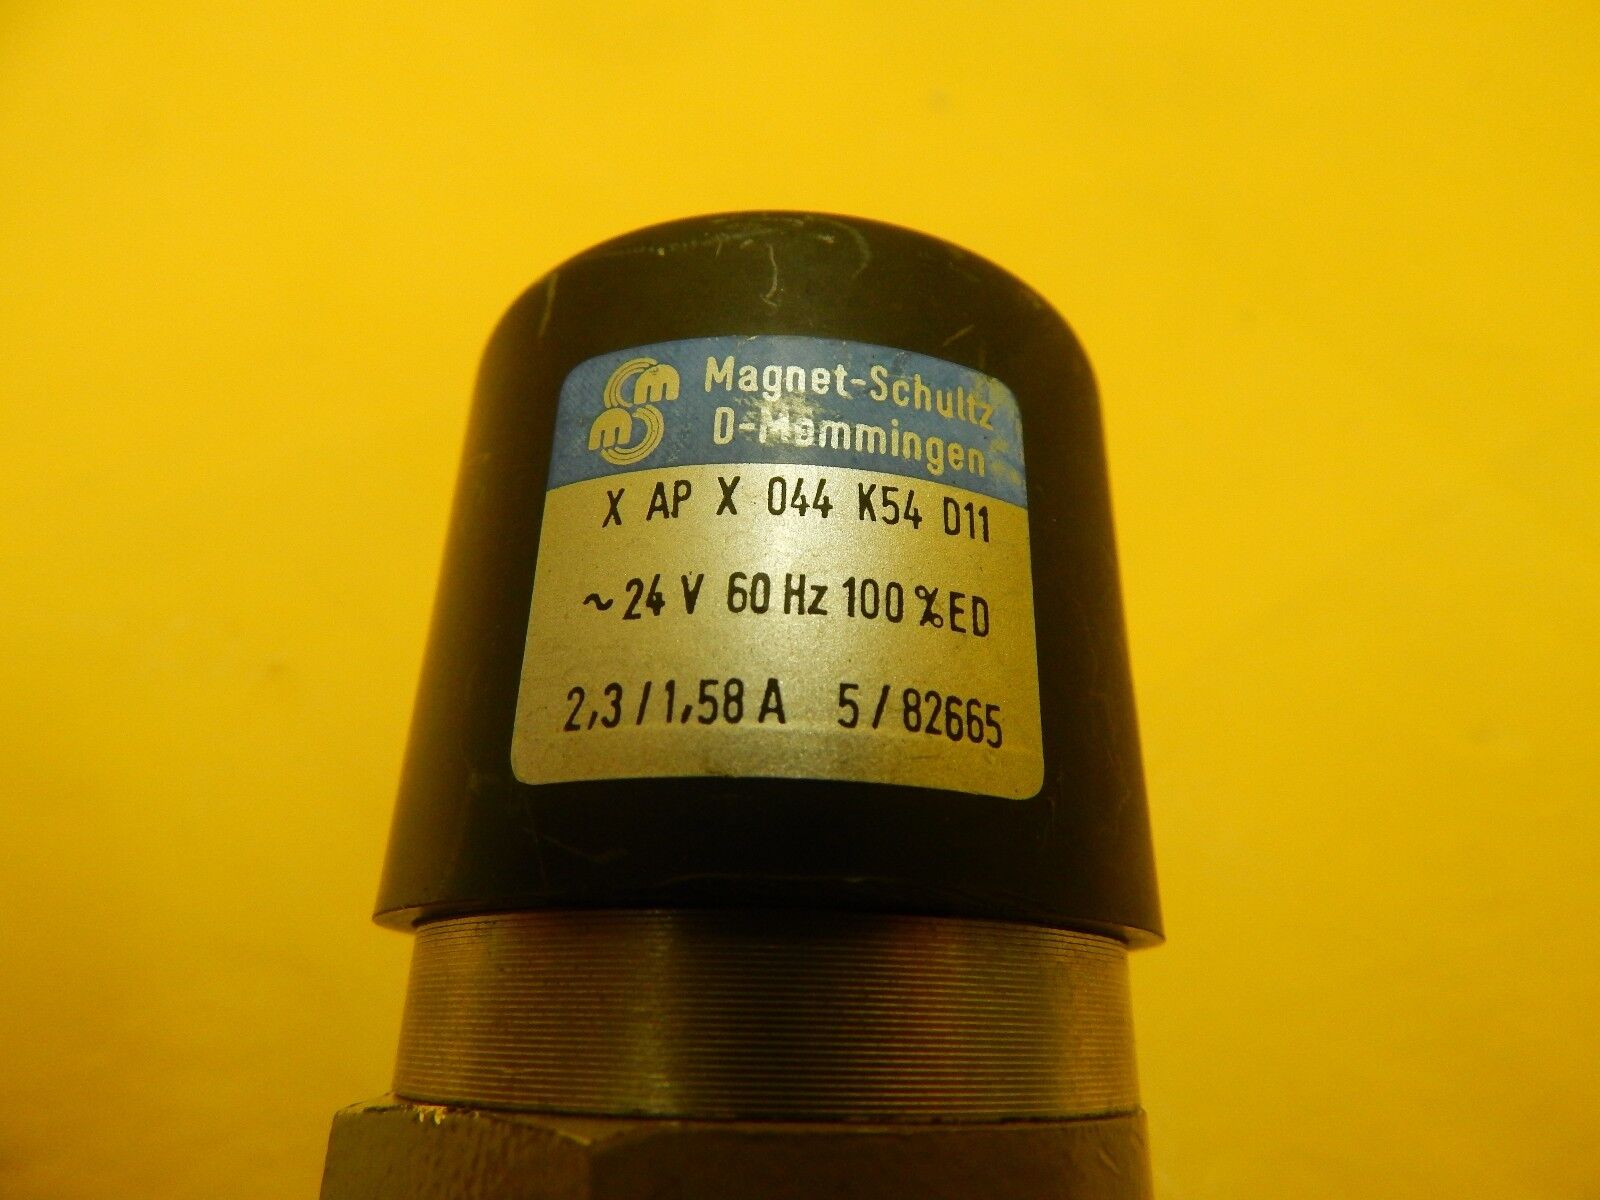 m
m
Magnet-Schultz
D-Memmingen
X AP X 044 K54 D11
~24 V 60 Hz 100 % ED
2,3 / 1,58 A 5 / 82665